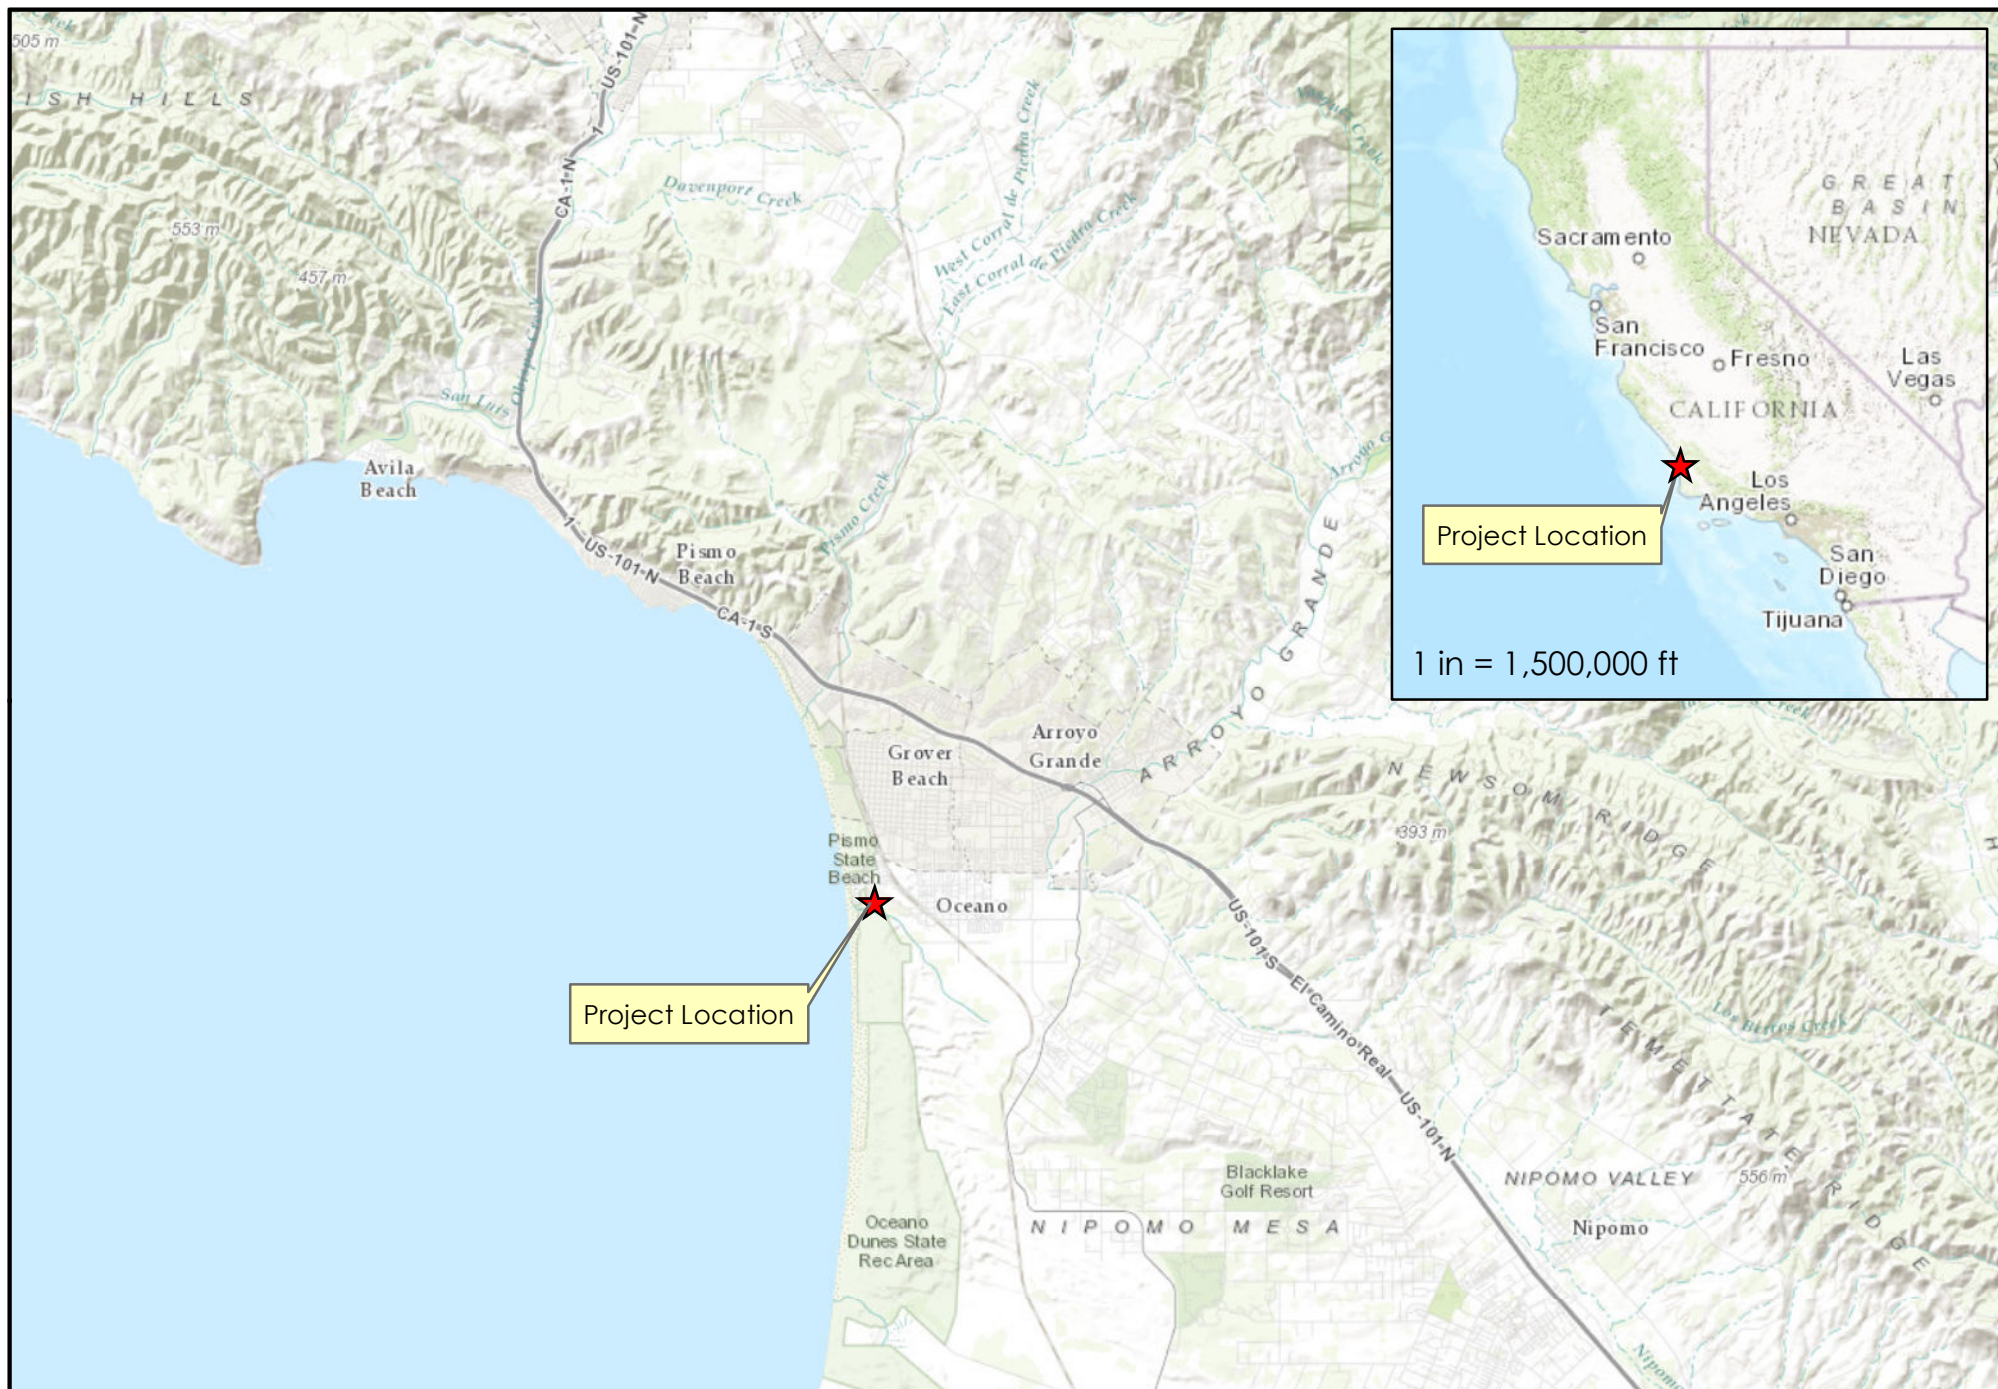 505 m
ISH HILLS
553 m
457 m
US-101-N
CA-1-N
1
Davenport Creek
West Corral de Piedra Creek
East Corral de Piedra Creek
San Luis Obispo Creek
Avila
Beach
Pismo Creek
Pismo
Beach
1
US-101-N
CA-1-S
Arroyo G
ARROYO GRANDE
Grover
Beach
Arroyo
Grande
Pismo
State
Beach
Oceano
Project Location
NEWSOM RIDGE
393 m
US-101-S
El Camino Real
US-101-N
Los Berros Creek
TEMETTATE RIDGE
Blacklake
Golf Resort
NIPOMO VALLEY
556 m
NIPOMO MESA
Nipomo
Oceano
Dunes State
Rec Area
Nipomo
GREAT
BASIN
NEVADA
Sacramento
San
Francisco
Fresno
Las
Vegas
CALIFORNIA
Los
Angeles
Project Location
San
Diego
Tijuana
1 in = 1,500,000 ft